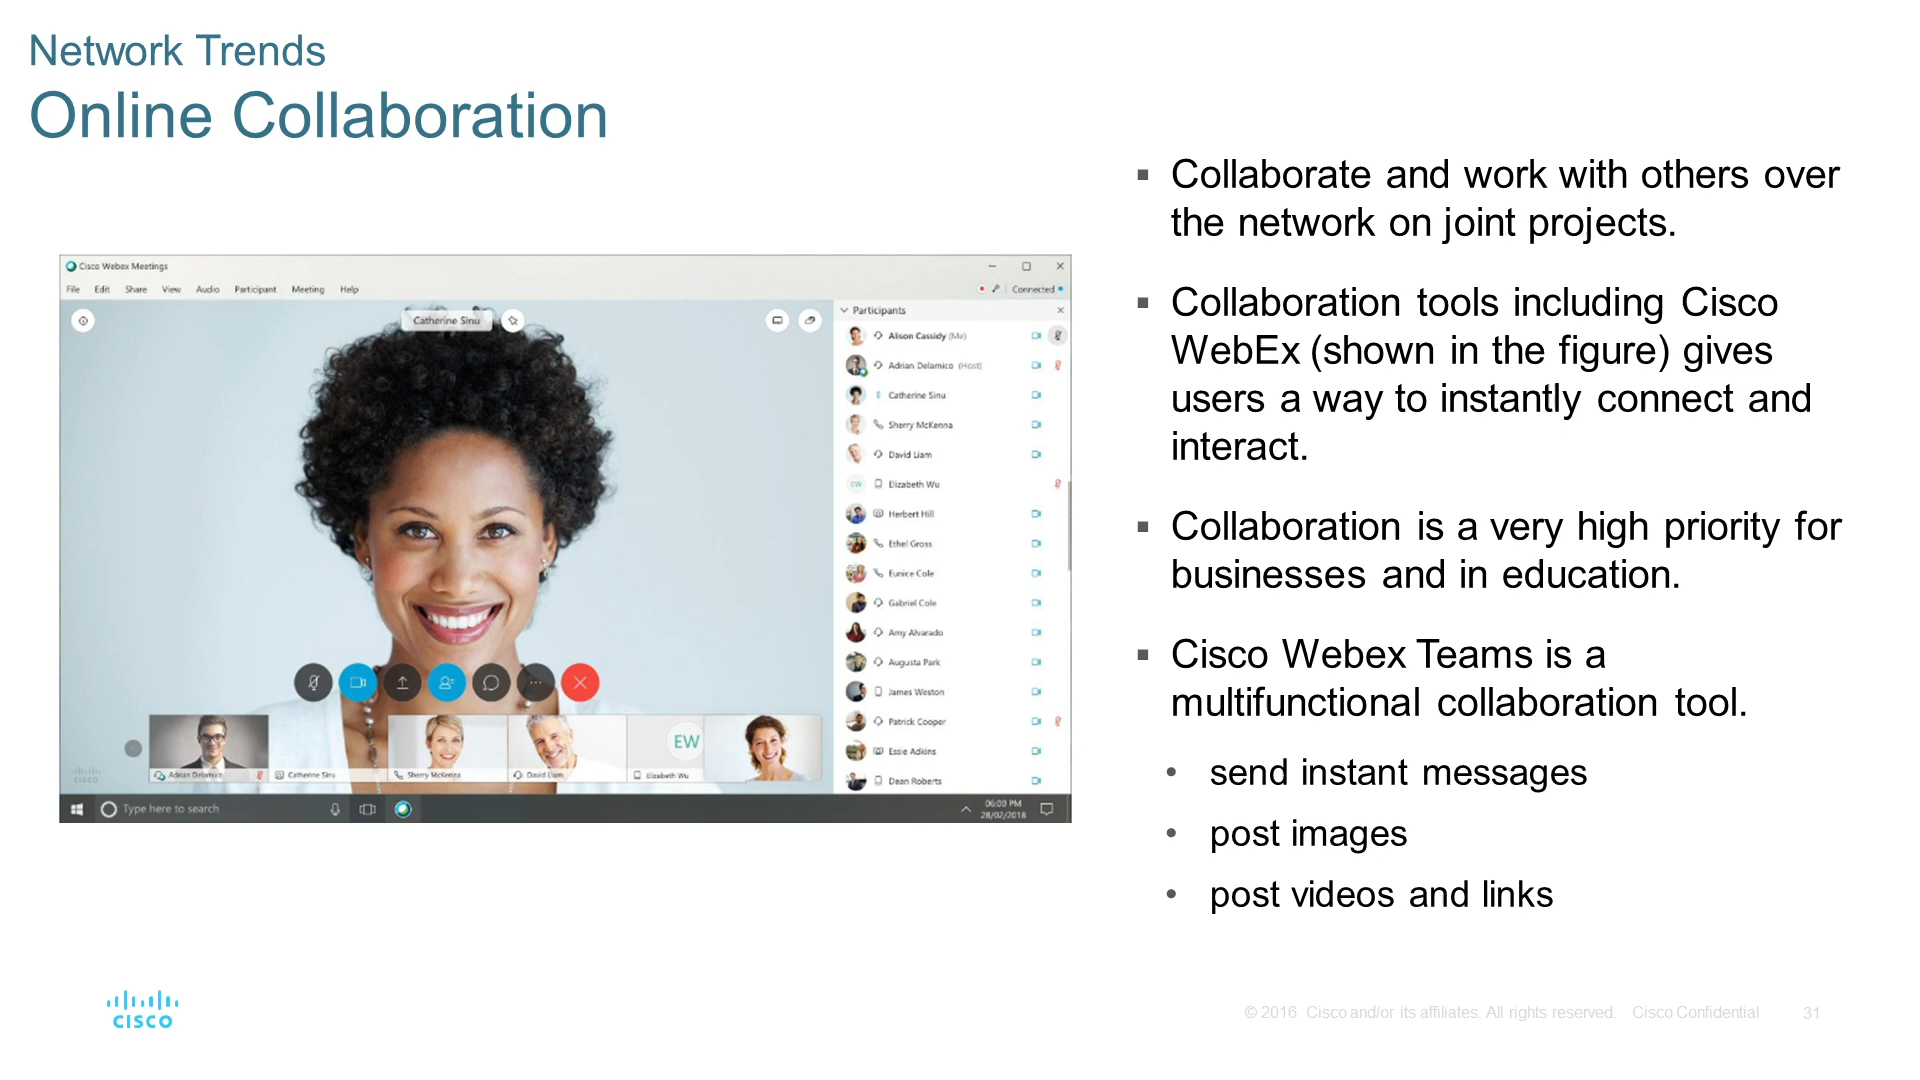 Network Trends
Online Collaboration
Cisco Webex Meetings
File Edit Share View Audio Participant Meeting Help
Connected
Catherine Sinu
Participants
Alison Cassidy (Me)
Adrian Delamico (Host)
Catherine Sinu
Sherry McKenna
David Liam
EW Elizabeth Wu
Herbert Hill
Ethel Gross
Eunice Cole
Gabriel Cole
Amy Alvarado
Augusta Park
James Weston
Patrick Cooper
Essie Adkins
Dean Roberts
EW
Adrian Delamico Catherine Sinu Sherry McKenna David Liam Elizabeth Wu
CISCO
Type here to search
06:00 PM
28/02/2018
▪ Collaborate and work with others over
the network on joint projects.
▪ Collaboration tools including Cisco
WebEx (shown in the figure) gives
users a way to instantly connect and
interact.
▪ Collaboration is a very high priority for
businesses and in education.
▪ Cisco Webex Teams is a
multifunctional collaboration tool.
• send instant messages
• post images
• post videos and links
CISCO
© 2016 Cisco and/or its affiliates. All rights reserved. Cisco Confidential 31